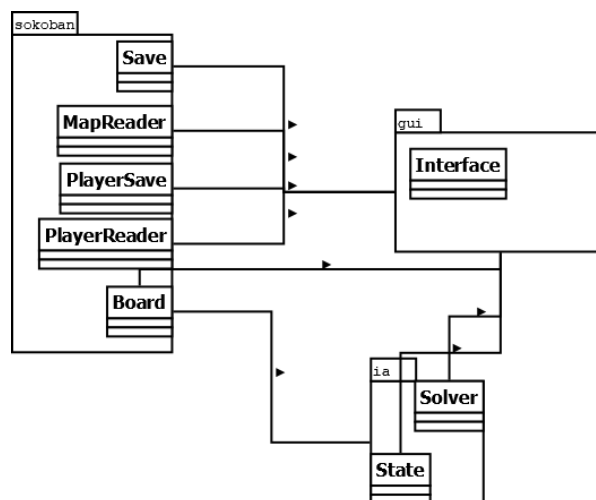 sokoban
Save
MapReader
PlayerSave
PlayerReader
Board
gui
Interface
ia
Solver
State